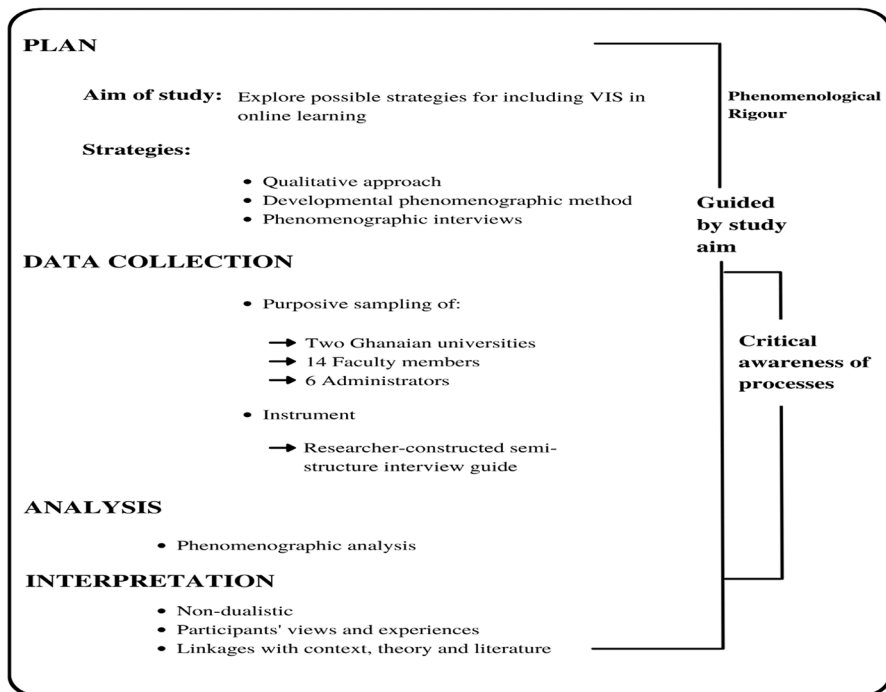 PLAN
Aim of study: Explore possible strategies for including VIS in
online learning
Strategies:
• Qualitative approach
• Developmental phenomenographic method
• Phenomenographic interviews
DATA COLLECTION
• Purposive sampling of:
→ Two Ghanaian universities
→ 14 Faculty members
→ 6 Administrators
• Instrument
→ Researcher-constructed semi-
structure interview guide
ANALYSIS
• Phenomenographic analysis
INTERPRETATION
• Non-dualistic
• Participants' views and experiences
• Linkages with context, theory and literature
Phenomenological
Rigour
Guided
by study
aim
Critical
awareness of
processes